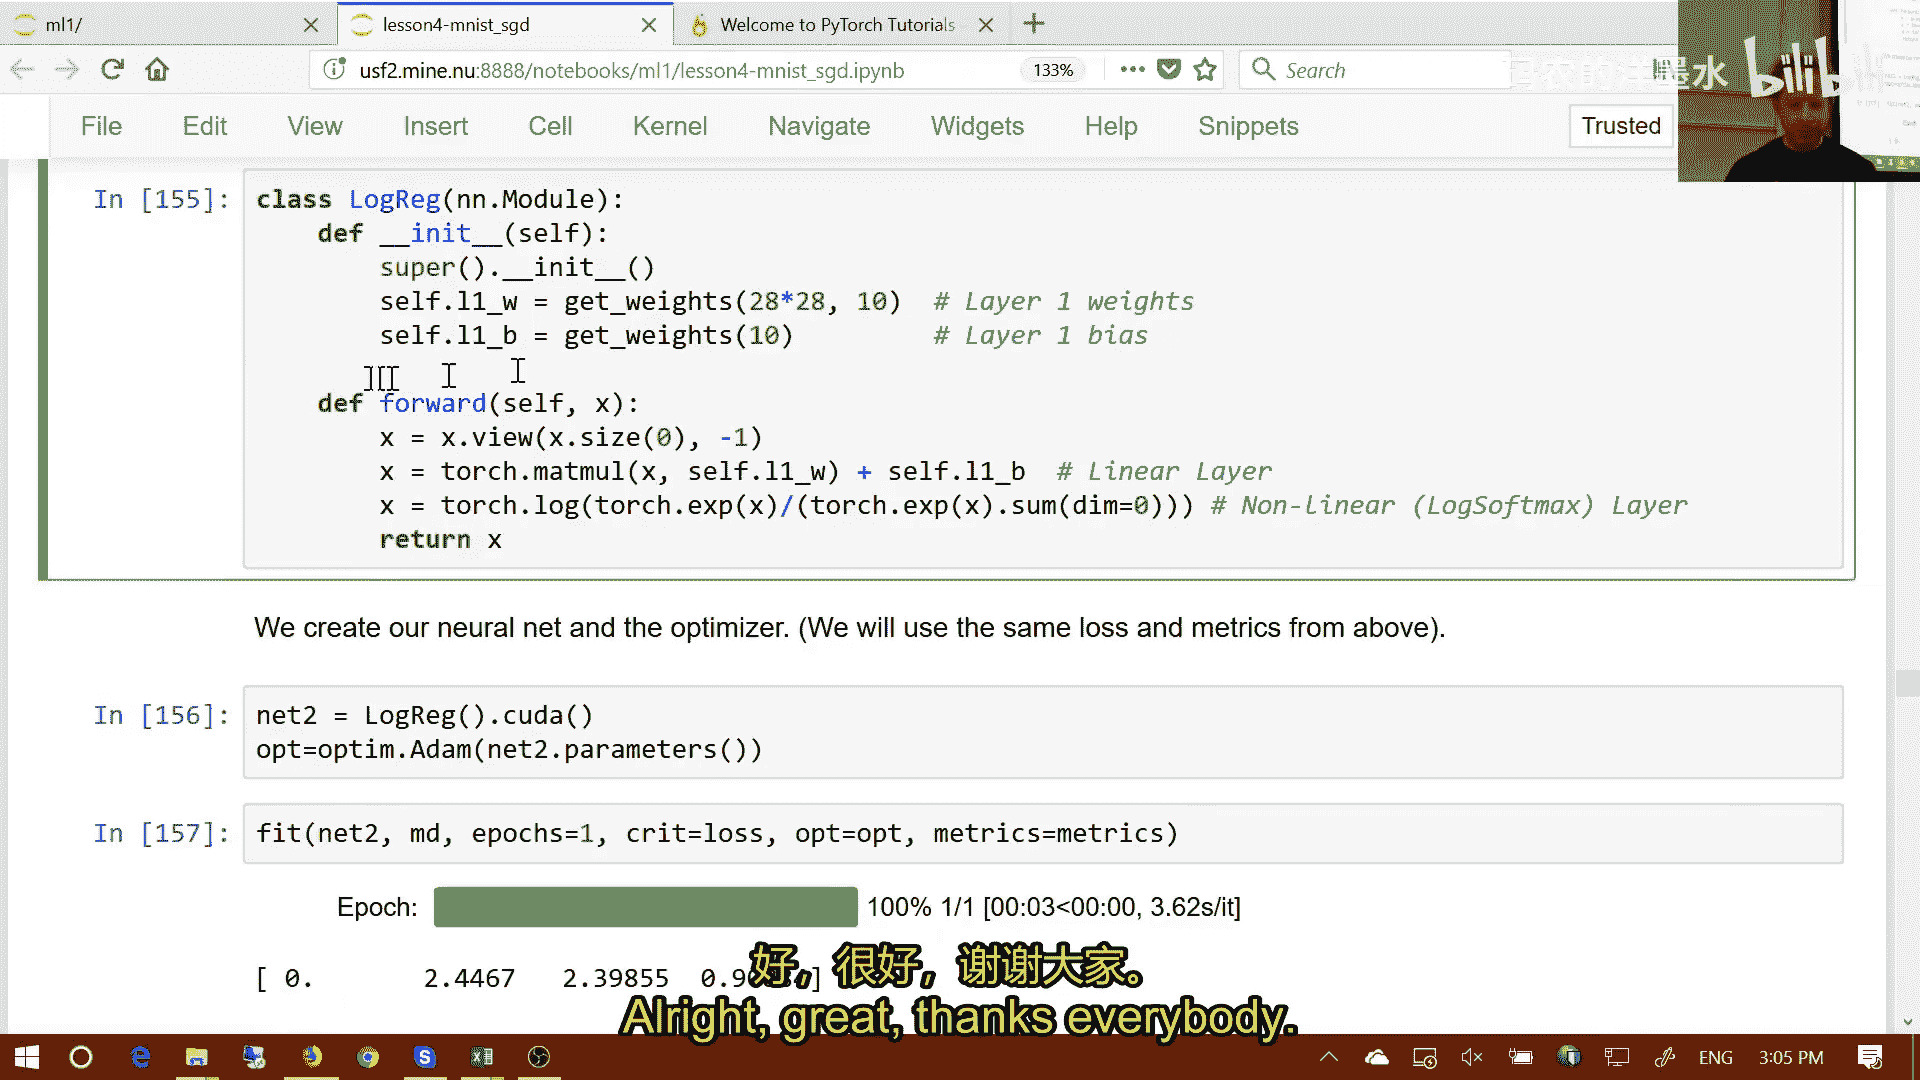 ml1/
lesson4-mnist_sgd
Welcome to PyTorch Tutorials
usf2.mine.nu:8888/notebooks/ml1/lesson4-mnist_sgd.ipynb
133%
Search
水 bilibili
File Edit View Insert Cell Kernel Navigate Widgets Help Snippets
Trusted
In [155]:
class LogReg(nn.Module):
    def __init__(self):
        super().__init__()
        self.l1_w = get_weights(28*28, 10)  # Layer 1 weights
        self.l1_b = get_weights(10)         # Layer 1 bias
    def forward(self, x):
        x = x.view(x.size(0), -1)
        x = torch.matmul(x, self.l1_w) + self.l1_b  # Linear Layer
        x = torch.log(torch.exp(x)/(torch.exp(x).sum(dim=0))) # Non-linear (LogSoftmax) Layer
        return x
We create our neural net and the optimizer. (We will use the same loss and metrics from above).
In [156]:
net2 = LogReg().cuda()
opt=optim.Adam(net2.parameters())
In [157]:
fit(net2, md, epochs=1, crit=loss, opt=opt, metrics=metrics)
Epoch: 100% 1/1 [00:03<00:00, 3.62s/it]
[ 0. 2.4467 2.39855 ]
好，很好，谢谢大家。
Alright, great, thanks everybody.
ENG
3:05 PM